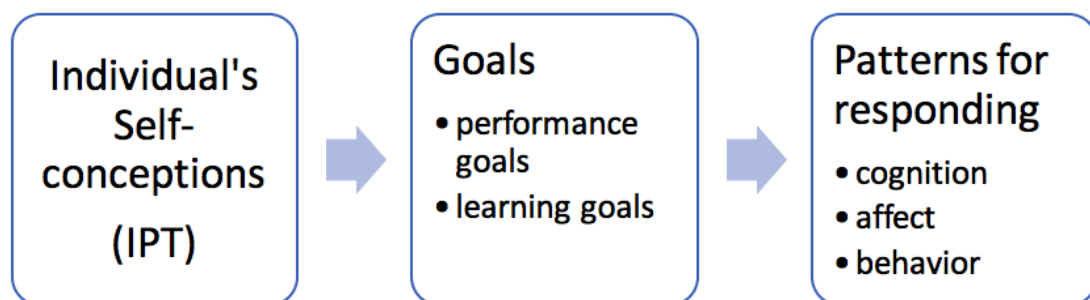 Individual's
Self-
conceptions
(IPT)
Goals
• performance
goals
• learning goals
Patterns for
responding
• cognition
• affect
• behavior